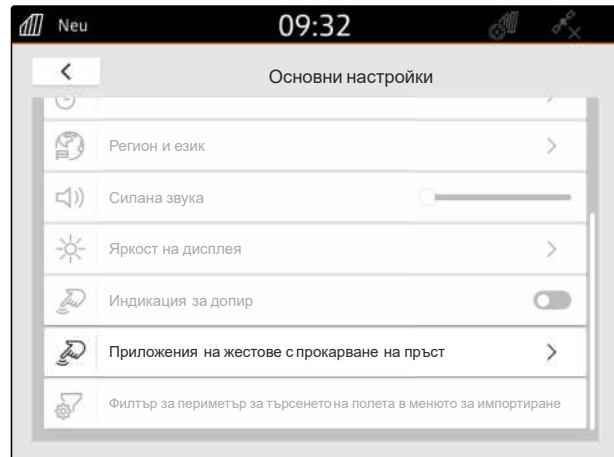 Neu
09:32
Основни настройки
Регион и език
Силана звука
Яркост на дисплея
Индикация за допир
Приложения на жестове с прокарване на пръст
Филтър за периметър за търсенето на полета в менюто за импортиране